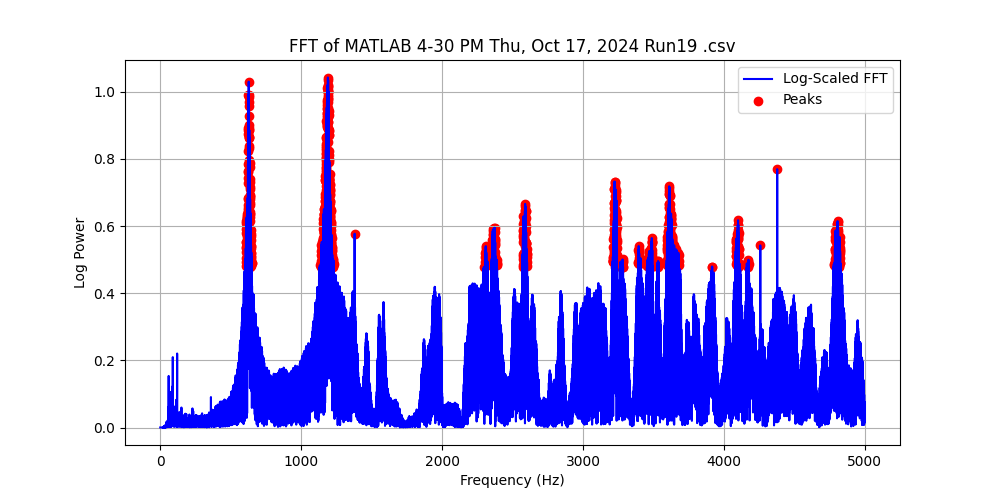 FFT of MATLAB 4-30 PM Thu, Oct 17, 2024 Run19 .csv
Log-Scaled FFT
Peaks
Log Power
1.0
0.8
0.6
0.4
0.2
0.0
0 1000 2000 3000 4000 5000
Frequency (Hz)